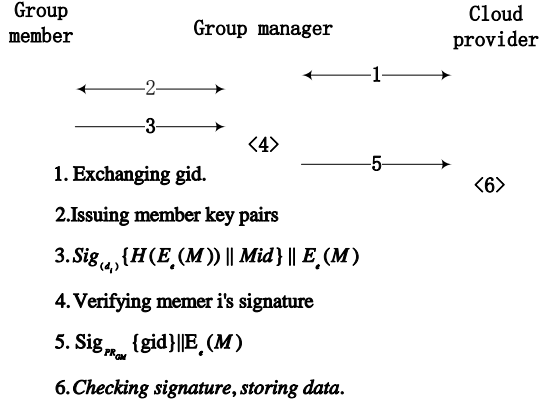 Group member
Group manager
Cloud provider
1
2
3
<4>
5
<6>
1. Exchanging gid.
2.Issuing member key pairs
3.Sig_(d_i){H(E_e(M)) || Mid} || E_e(M)
4.Verifying memer i's signature
5. Sig_PR_GM{gid}||E_e(M)
6.Checking signature, storing data.